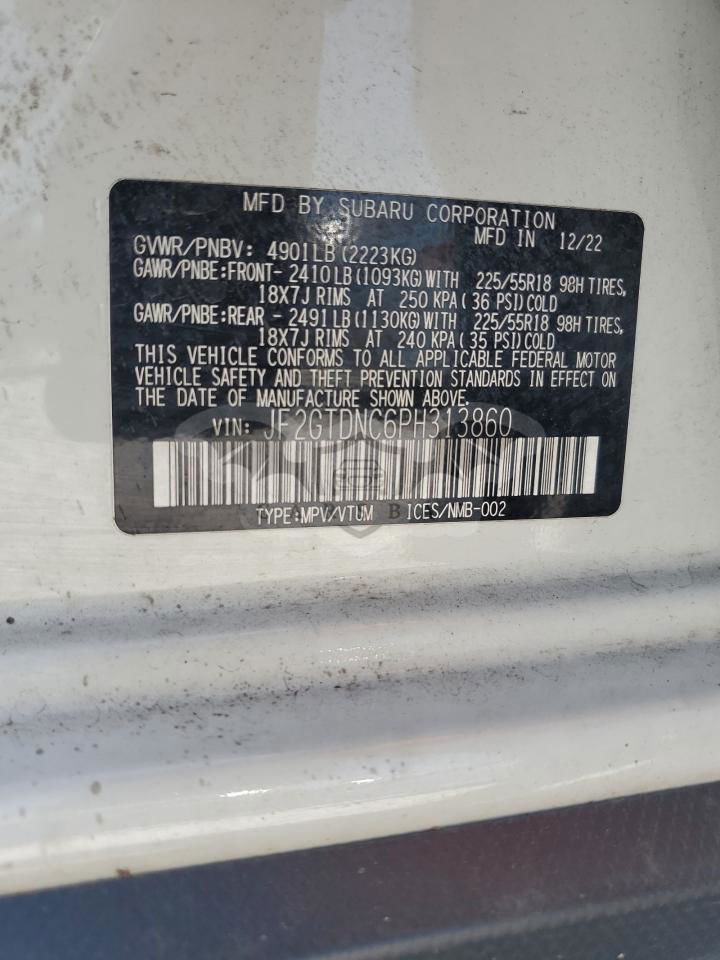 MFD BY SUBARU CORPORATION
MFD IN 12/22
GVWR/PNBV: 4901LB (2223KG)
GAWR/PNBE:FRONT- 2410LB (1093KG) WITH 225/55R18 98H TIRES,
18X7J RIMS AT 250 KPA ( 36 PSI) COLD
GAWR/PNBE:REAR - 2491LB (1130KG) WITH 225/55R18 98H TIRES,
18X7J RIMS AT 240 KPA ( 35 PSI) COLD
THIS VEHICLE CONFORMS TO ALL APPLICABLE FEDERAL MOTOR
VEHICLE SAFETY AND THEFT PREVENTION STANDARDS IN EFFECT ON
THE DATE OF MANUFACTURE SHOWN ABOVE.
VIN: JF2GTDNC6PH313860
TYPE:MPV/VTUM ICES/NMB-002